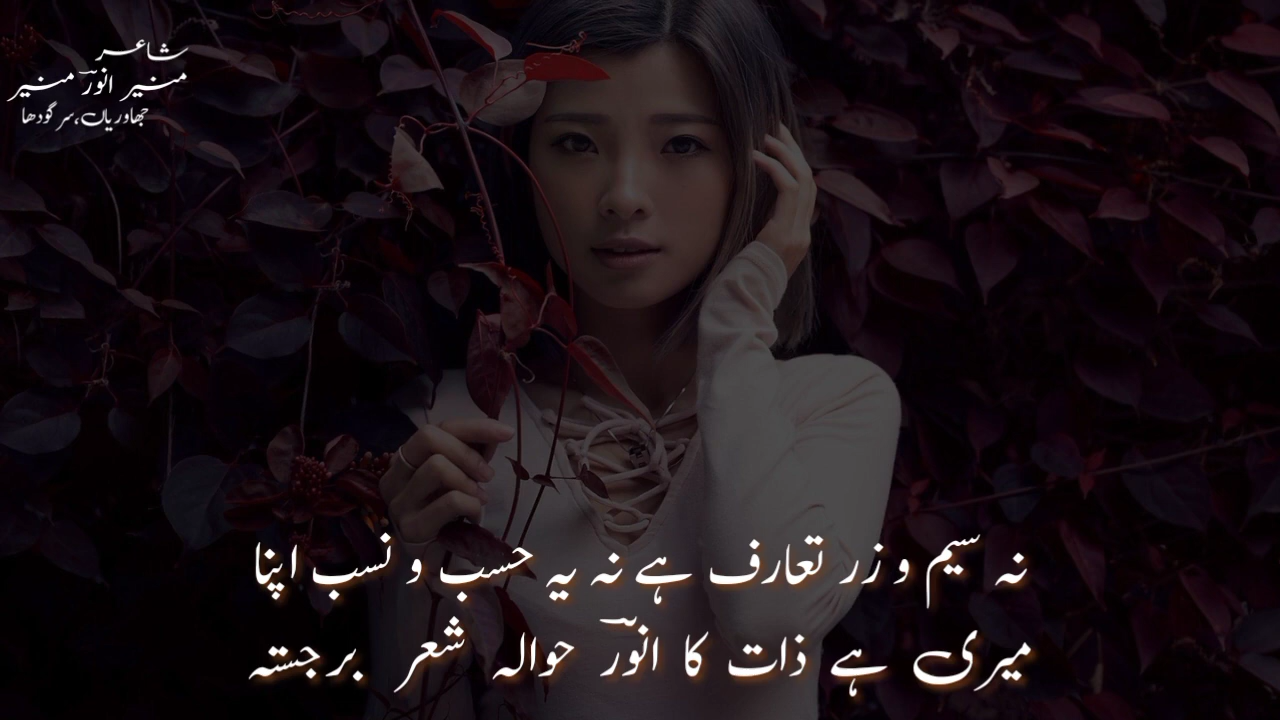 شاعر
منیر انورؔ منیر
جھاوریاں،سرگودھا
نہ سیم و زر تعارف ہے نہ یہ حسب و نسب اپنا
میری ہے ذات کا انورؔ حوالہ شعر برجستہ